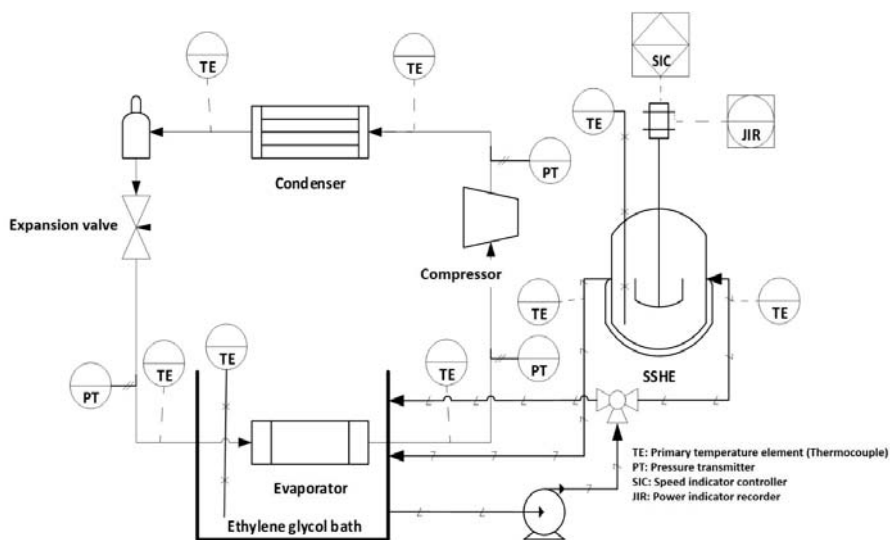 SIC
TE
TE
TE
JIR
PT
Condenser
Expansion valve
Compressor
TE
TE
SSHE
TE
PT
TE
TE
PT
Evaporator
Ethylene glycol bath
TE: Primary temperature element (Thermocouple)
PT: Pressure transmitter
SIC: Speed indicator controller
JIR: Power indicator recorder